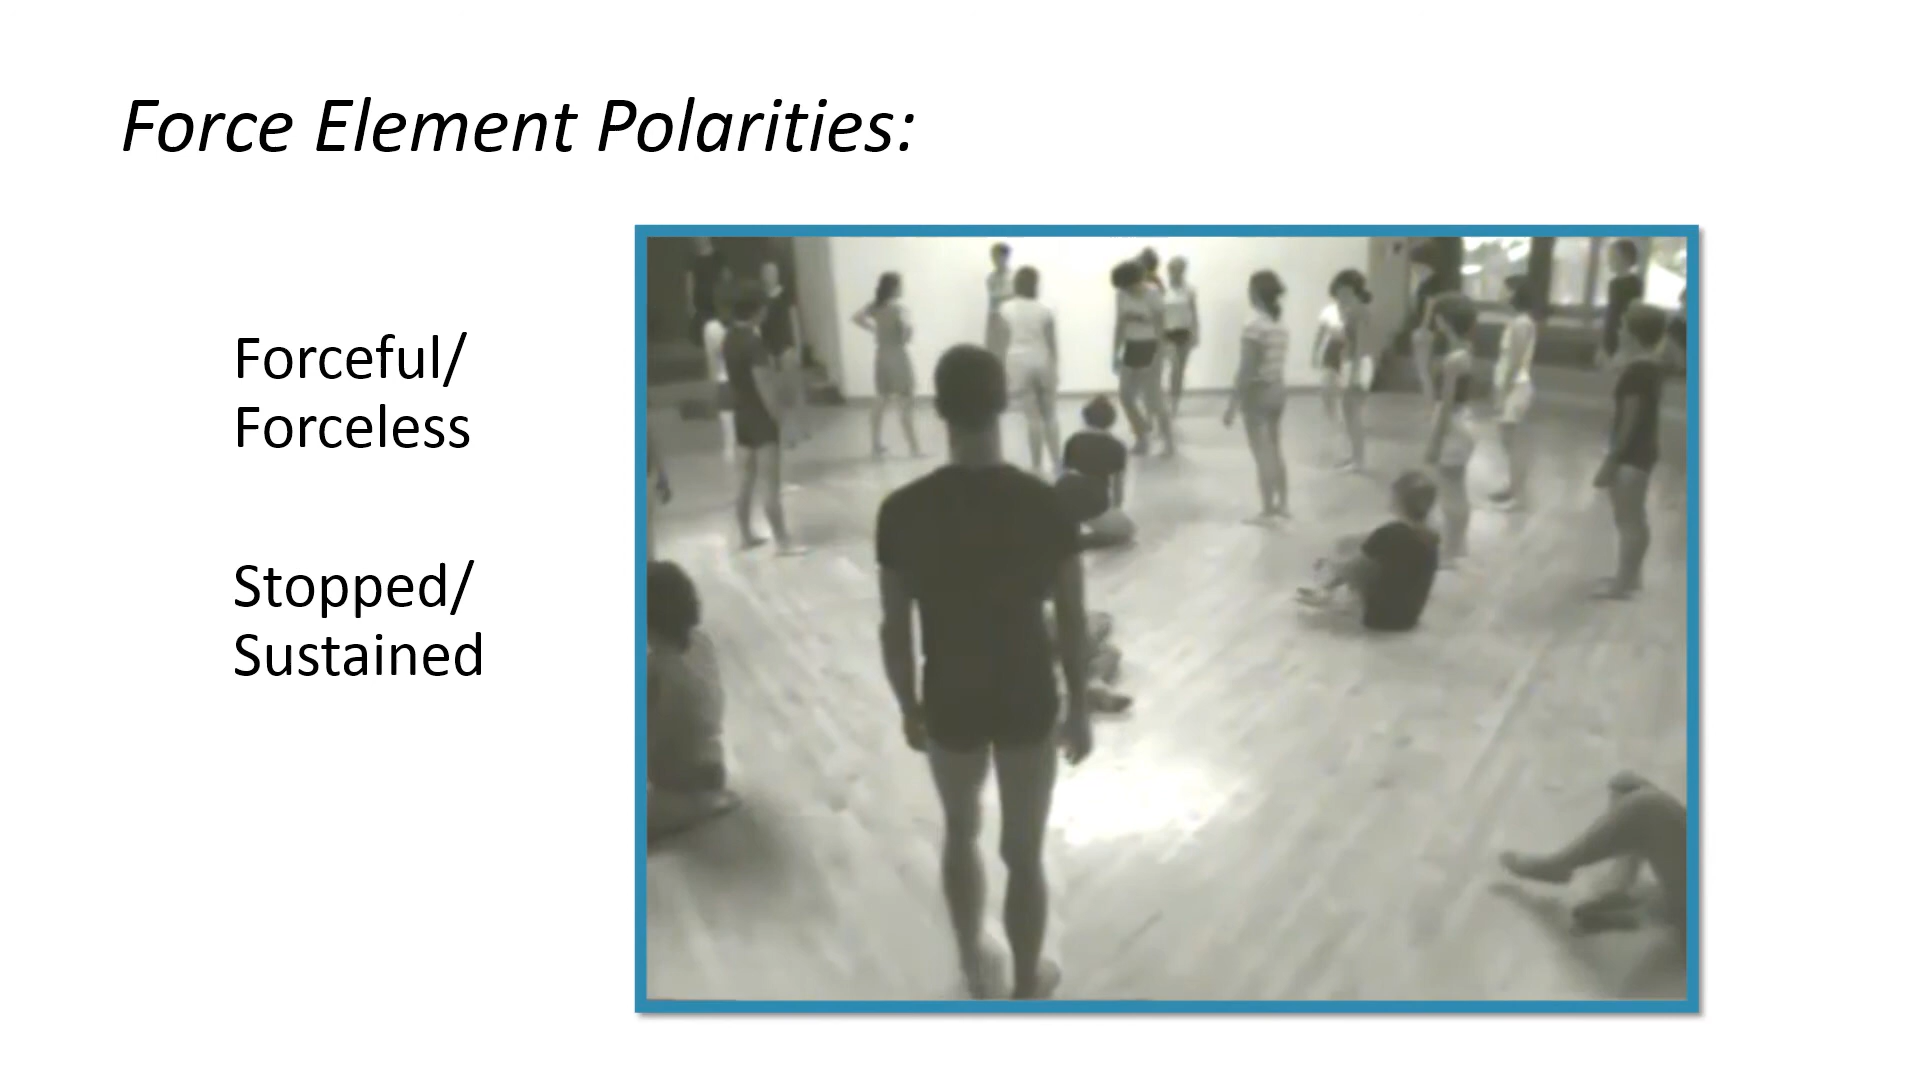 Force Element Polarities:
Forceful/
Forceless
Stopped/
Sustained